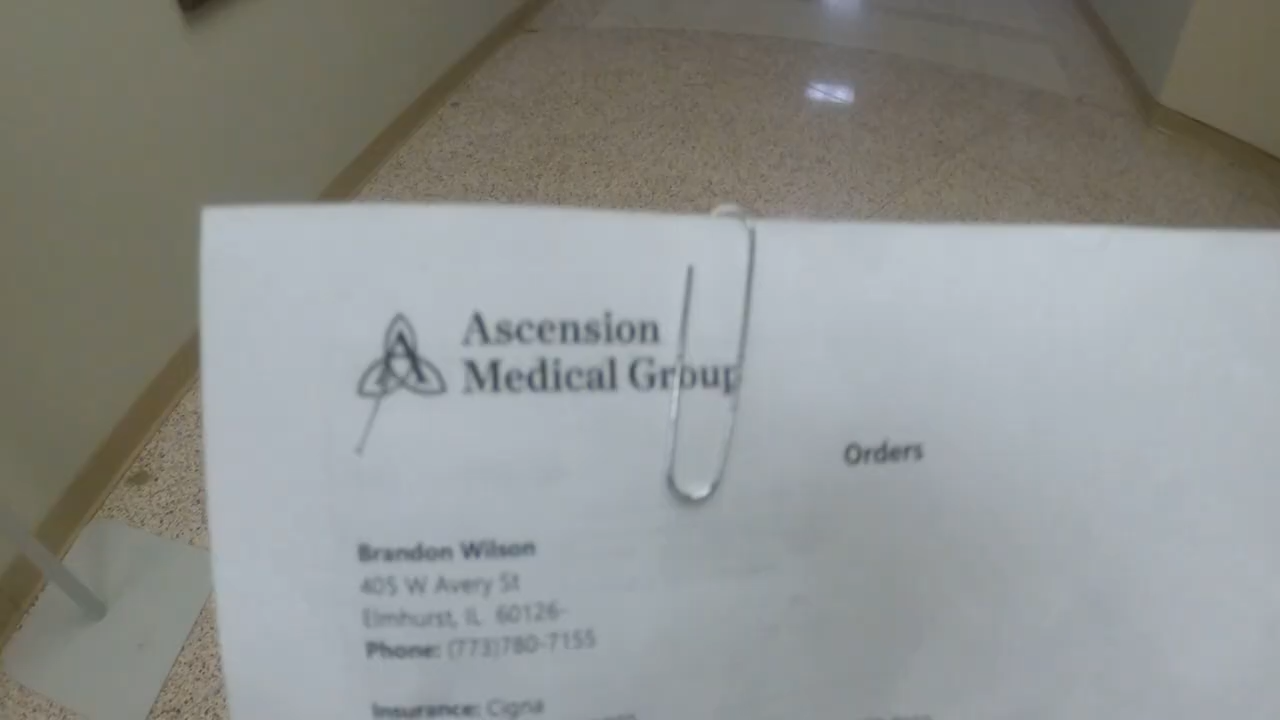 Ascension
Medical Group
Orders
Brandon Wilson
405 W Avery St
Elmhurst, IL 60126-
Phone: (773)780-7155
Insurance: Cigna